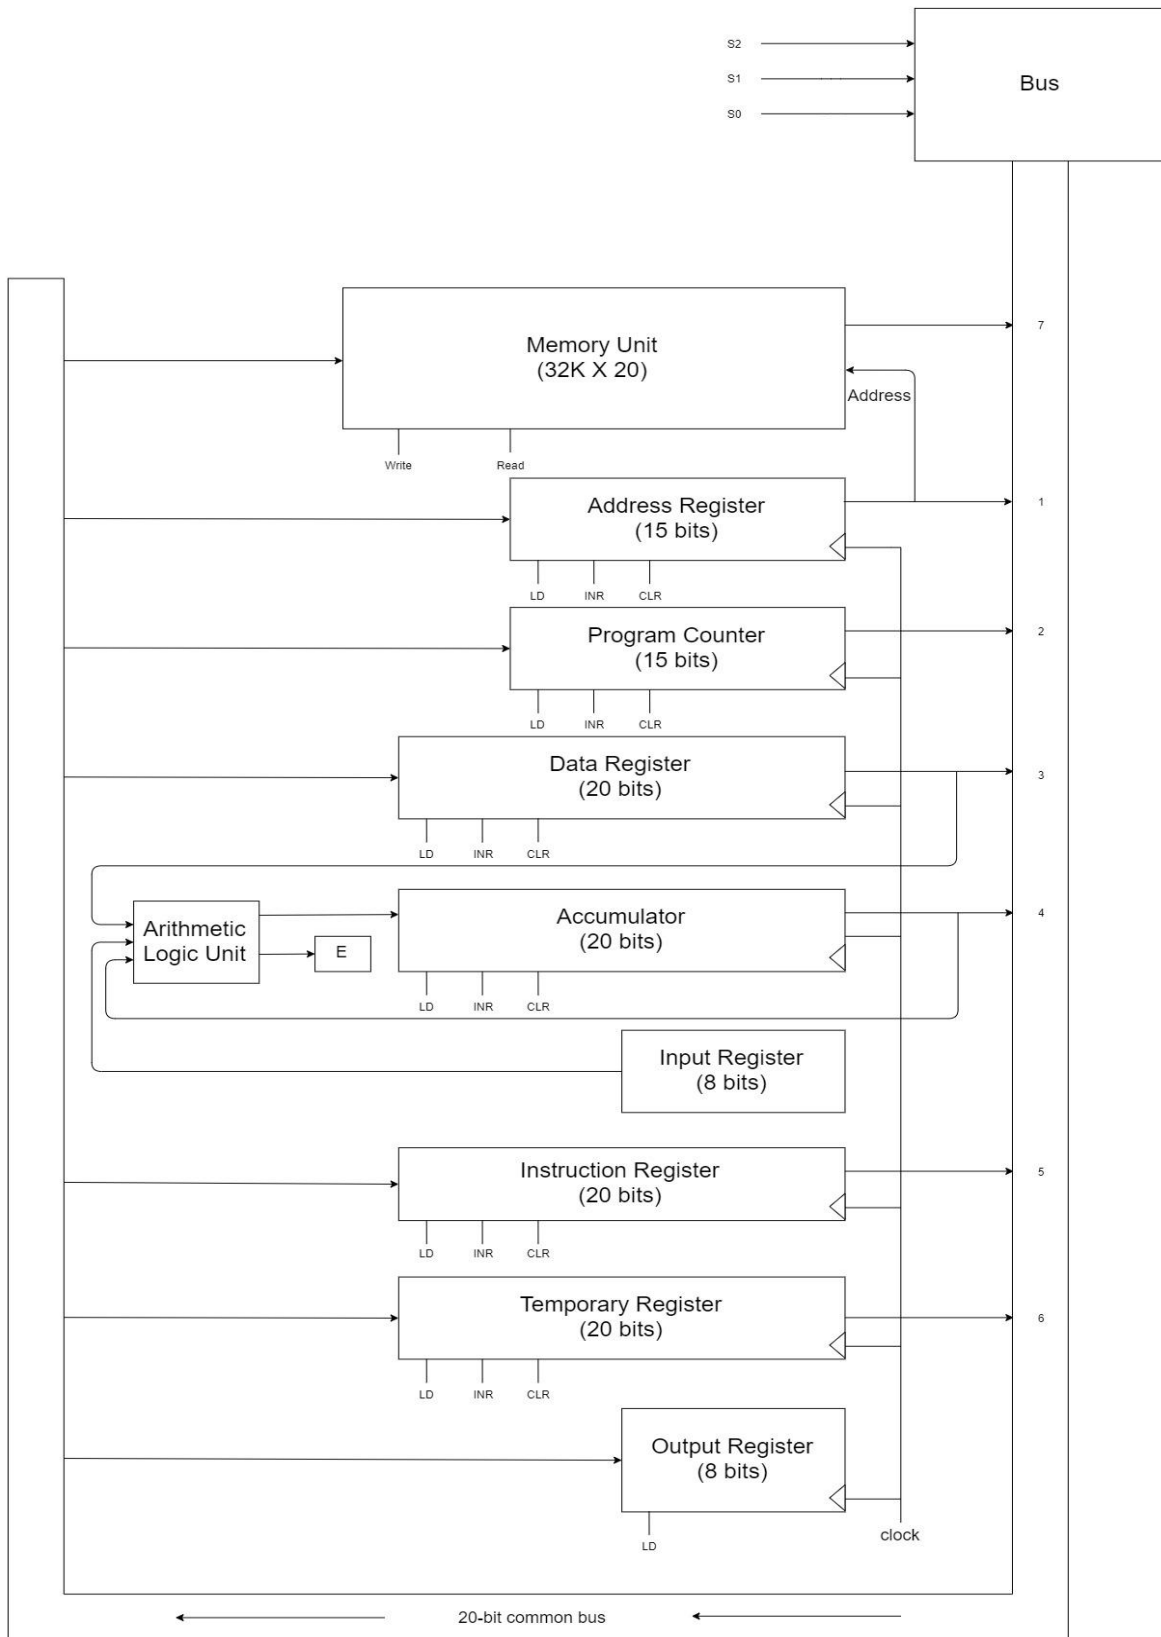 S2
S1
S0
Bus
Memory Unit
(32K X 20)
7
Address
Write
Read
Address Register
(15 bits)
1
LD
INR
CLR
Program Counter
(15 bits)
2
LD
INR
CLR
Data Register
(20 bits)
3
LD
INR
CLR
Arithmetic
Logic Unit
E
Accumulator
(20 bits)
4
LD
INR
CLR
Input Register
(8 bits)
Instruction Register
(20 bits)
5
LD
INR
CLR
Temporary Register
(20 bits)
6
LD
INR
CLR
Output Register
(8 bits)
LD
clock
20-bit common bus